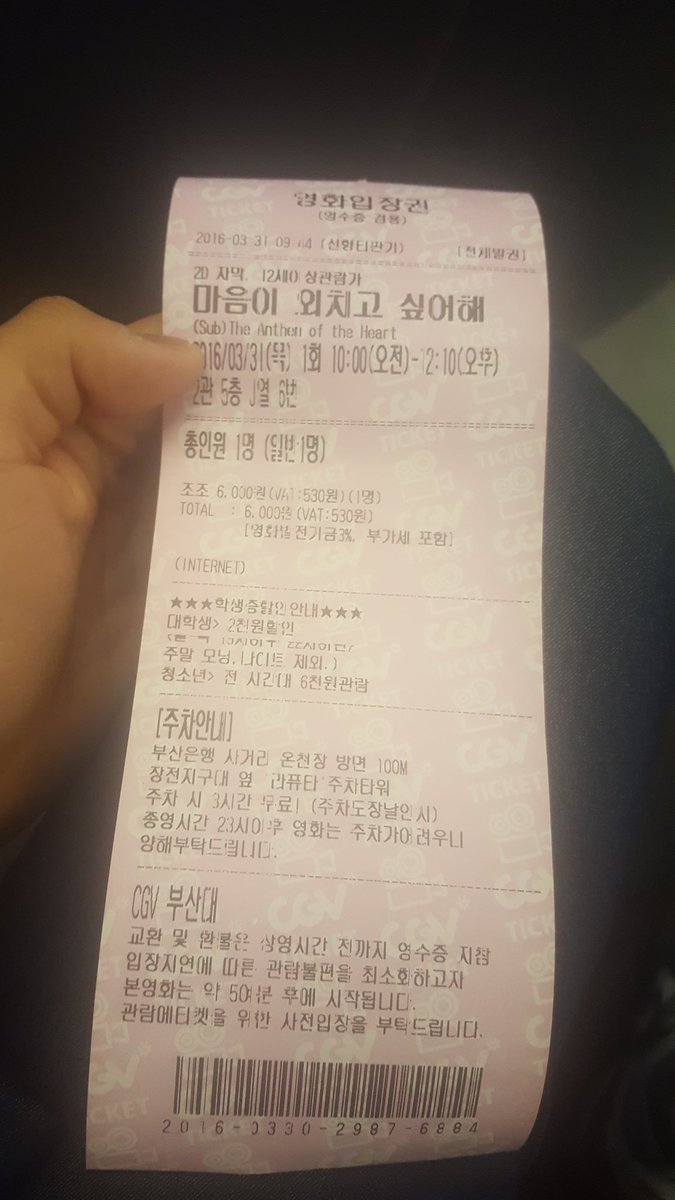 영화입장권
(영수증 겸용)
2016-03-31 09:44 (신형티판기) [전체발권]
2D 자막, 12세이상관람가
마음이 외치고 싶어해
(Sub)The Anthem of the Heart
2016/03/31(목) 1회 10:00(오전)-12:10(오후)
2관 5층 J열 6번
총인원 1명 (일반1명)
조조 6,000원(VAT:530원)(1명)
TOTAL : 6,000원(VAT:530원)
[영화발전기금3%, 부가세 포함]
(INTERNET)
★★★학생증할인안내★★★
대학생> 2천원할인
주말 모닝,나이트 제외.)
청소년> 전 시간대 6천원관람
[주차안내]
부산은행 사거리 온천장 방면 100M
장전지구대 옆 '라퓨타'주차타워
주차 시 3시간 무료! (주차도장날인시)
종영시간 23시이후 영화는 주차가어려우니
양해부탁드립니다.
CGV 부산대
교환 및 환불은 상영시간 전까지 영수증 지참
입장지연에 따른 관람불편을 최소화하고자
본영화는 약 5여분 후에 시작됩니다.
관람에티켓을 위한 사전입장을 부탁드립니다.
2016-0330-2987-6884